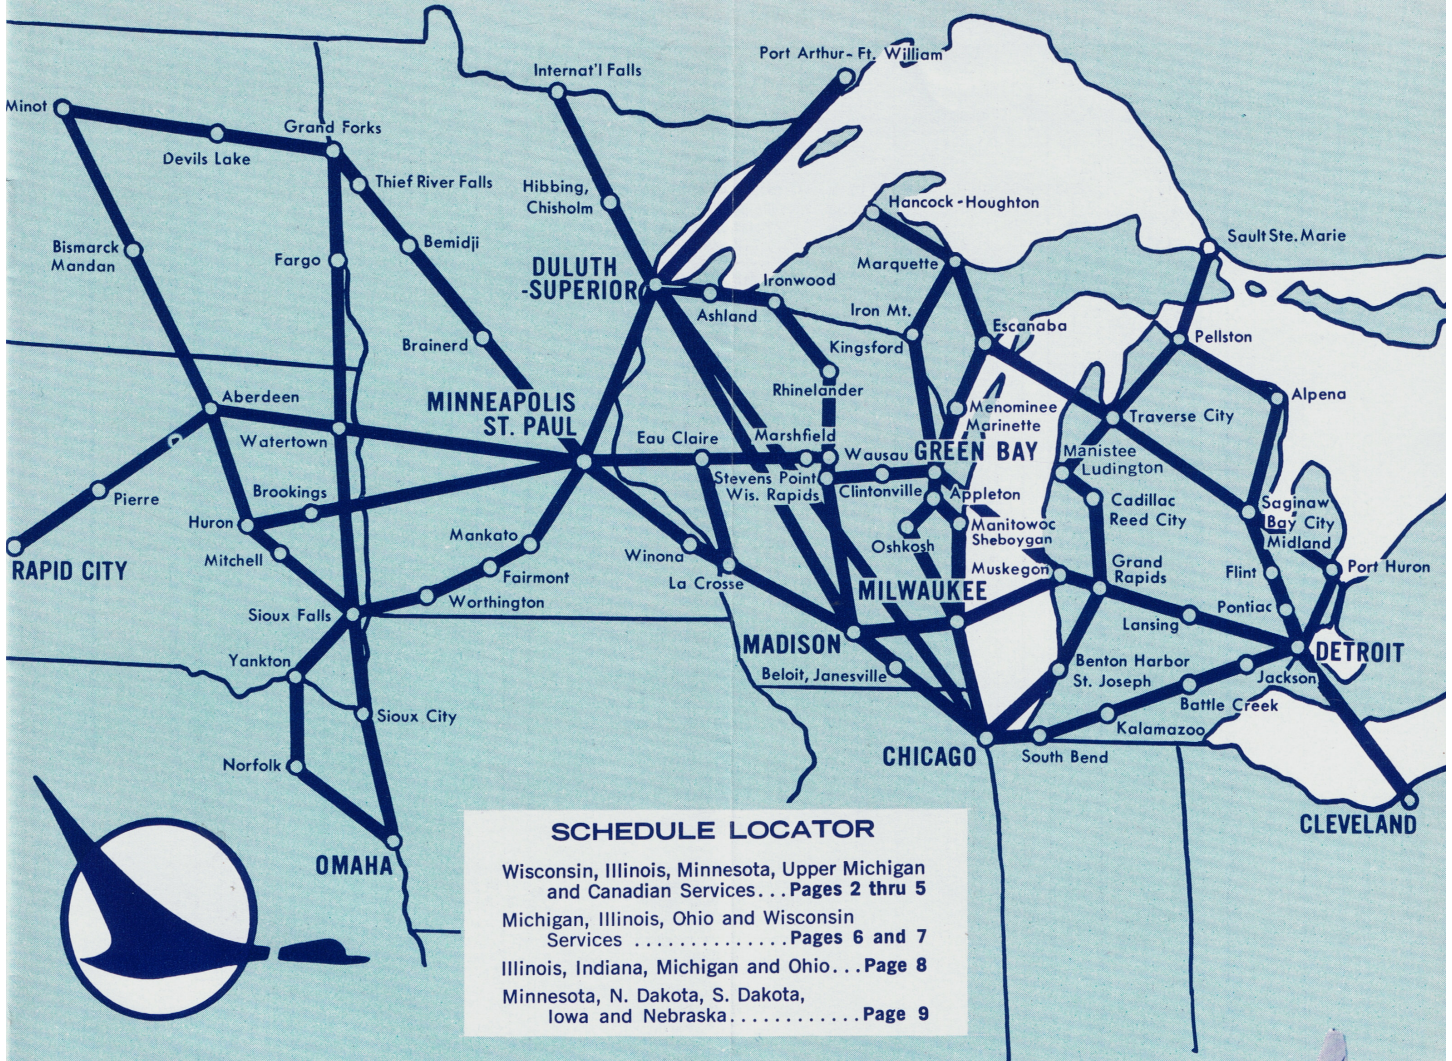 Port Arthur- Ft. William
Internat'l Falls
Minot
Grand Forks
Devils Lake
Thief River Falls
Hibbing,
Chisholm
Hancock-Houghton
Bismarck
Mandan
Fargo
Bemidji
DULUTH
-SUPERIOR
Ironwood
Ashland
Marquette
Sault Ste. Marie
Iron Mt.
Kingsford
Escanaba
Pellston
Brainerd
Rhinelander
Alpena
Aberdeen
MINNEAPOLIS
ST. PAUL
Menominee
Marinette
Traverse City
Watertown
Eau Claire
Marshfield
Wausau
GREEN BAY
Manistee
Ludington
Pierre
Brookings
Stevens Point
Wis. Rapids
Clintonville
Appleton
Cadillac
Reed City
Saginaw
Bay City
Midland
Huron
Mitchell
Mankato
Winona
La Crosse
Oshkosh
Manitowoc
Sheboygan
RAPID CITY
Fairmont
Worthington
Muskegon
Grand
Rapids
Flint
Port Huron
Sioux Falls
MILWAUKEE
Lansing
Pontiac
MADISON
DETROIT
Yankton
Beloit, Janesville
Benton Harbor
St. Joseph
Jackson
Battle Creek
Sioux City
Kalamazoo
Norfolk
CHICAGO
South Bend
OMAHA
CLEVELAND
SCHEDULE LOCATOR
Wisconsin, Illinois, Minnesota, Upper Michigan
and Canadian Services...Pages 2 thru 5
Michigan, Illinois, Ohio and Wisconsin
Services ..............Pages 6 and 7
Illinois, Indiana, Michigan and Ohio...Page 8
Minnesota, N. Dakota, S. Dakota,
Iowa and Nebraska............Page 9